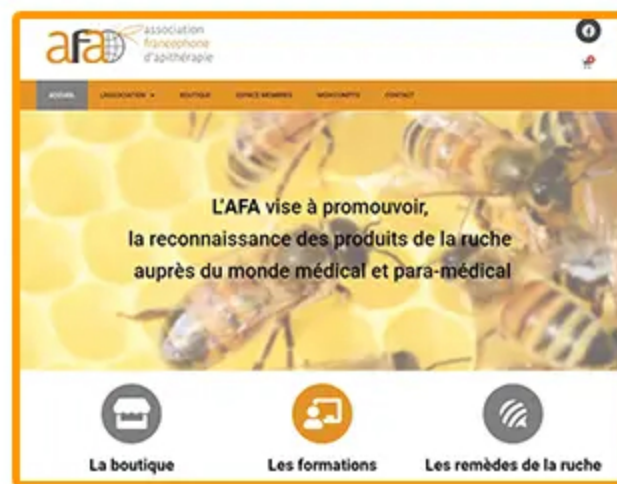 afa
association
francophone
d'apithérapie
ACCUEIL L'ASSOCIATION BOUTIQUE ESPACE MEMBRES MON COMPTE CONTACT
L'AFA vise à promouvoir,
la reconnaissance des produits de la ruche
auprès du monde médical et para-médical
La boutique Les formations Les remèdes de la ruche